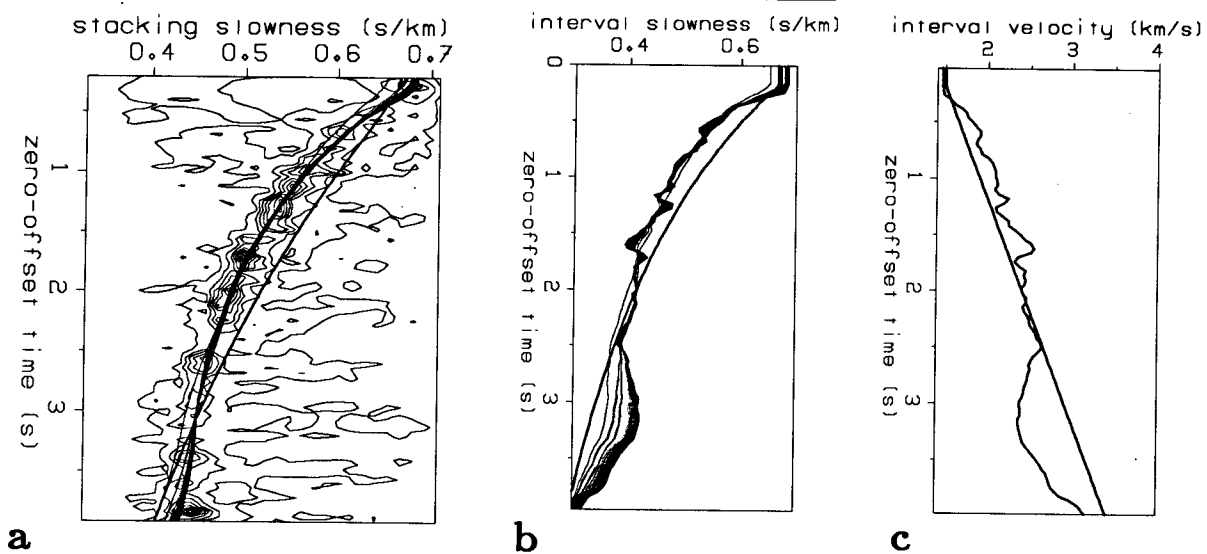 stacking slowness (s/km)
0.4 0.5 0.6 0.7
zero-offset time (s)
1
2
3
a
interval slowness (s/km)
0.4 0.6
zero-offset time (s)
0
1
2
3
b
interval velocity (km/s)
2 3 4
zero-offset time (s)
1
2
3
c